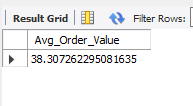 Result Grid Filter Rows:
Avg_Order_Value
38.307262295081635